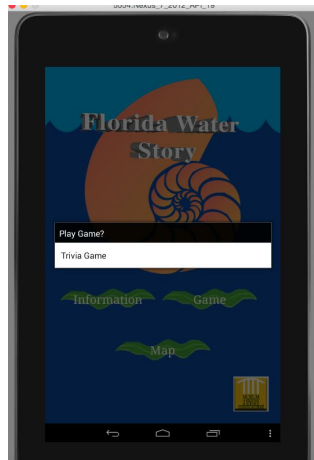 5554:Nexus_7_2012_API_19
Florida Water
Story
Play Game?
Trivia Game
Information
Game
Map